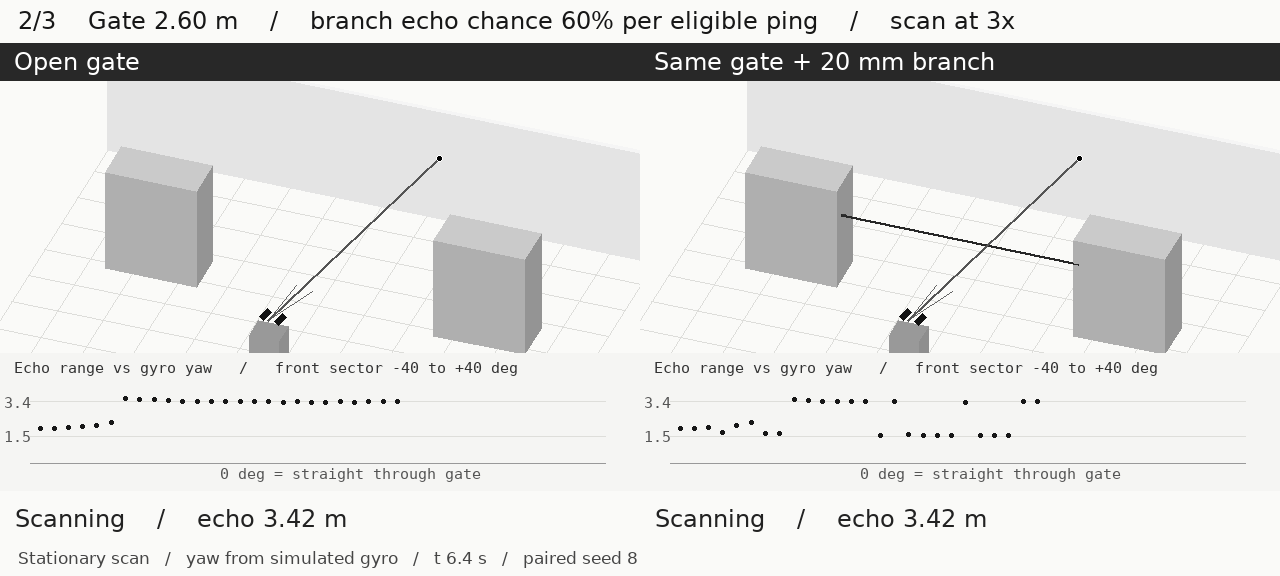 2/3 Gate 2.60 m / branch echo chance 60% per eligible ping / scan at 3x
Open gate
Same gate + 20 mm branch
Echo range vs gyro yaw / front sector -40 to +40 deg
3.4
1.5
0 deg = straight through gate
Echo range vs gyro yaw / front sector -40 to +40 deg
3.4
1.5
0 deg = straight through gate
Scanning / echo 3.42 m
Scanning / echo 3.42 m
Stationary scan / yaw from simulated gyro / t 6.4 s / paired seed 8